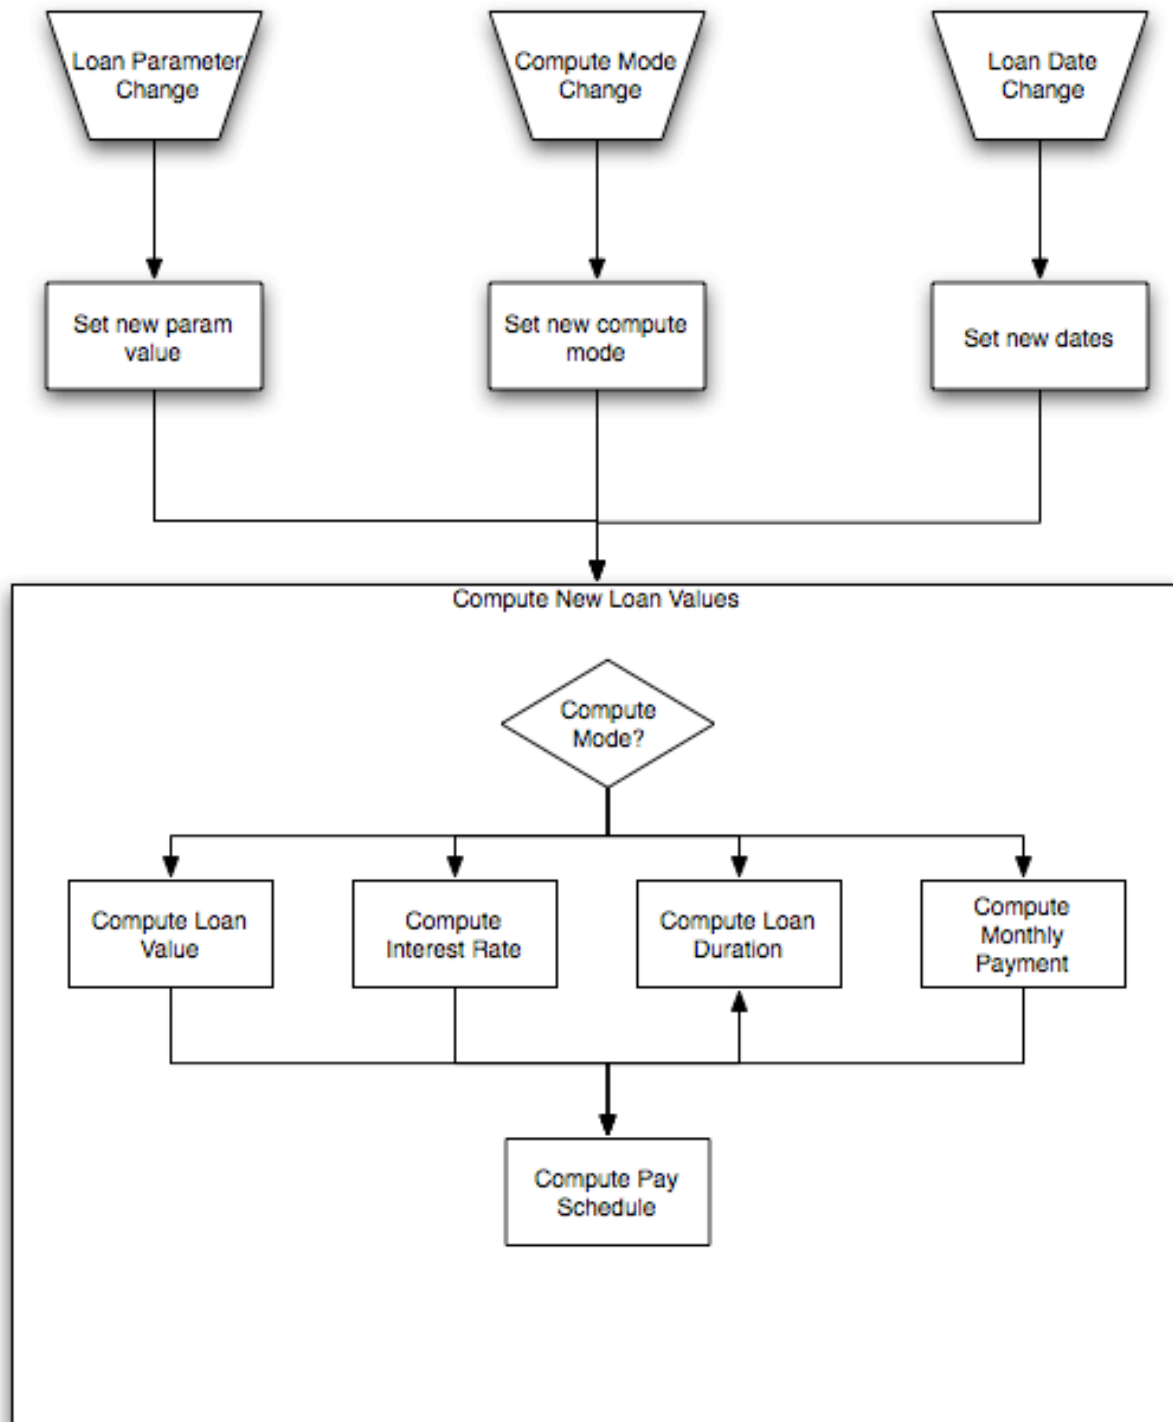 Loan Parameter
Change
Compute Mode
Change
Loan Date
Change
Set new param
value
Set new compute
mode
Set new dates
Compute New Loan Values
Compute
Mode?
Compute Loan
Value
Compute
Interest Rate
Compute Loan
Duration
Compute
Monthly
Payment
Compute Pay
Schedule